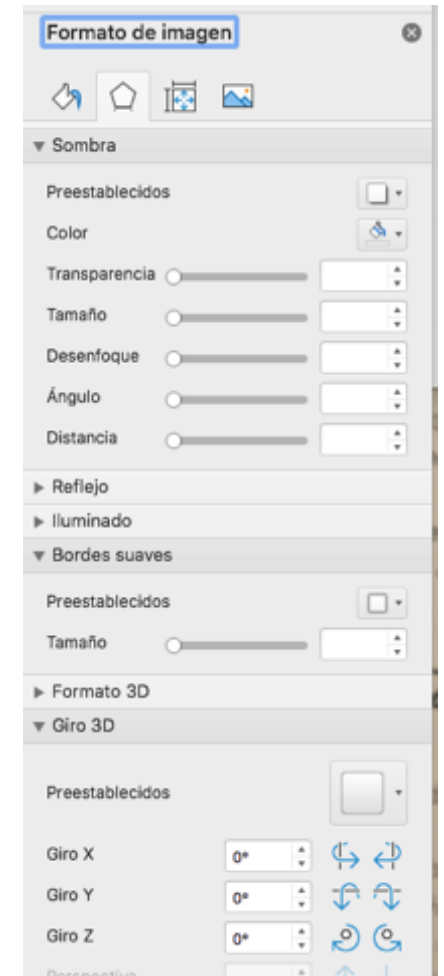 Formato de imagen
Sombra
Preestablecidos
Color
Transparencia
Tamaño
Desenfoque
Ángulo
Distancia
Reflejo
Iluminado
Bordes suaves
Preestablecidos
Tamaño
Formato 3D
Giro 3D
Preestablecidos
Giro X 0°
Giro Y 0°
Giro Z 0°
Perspectiva